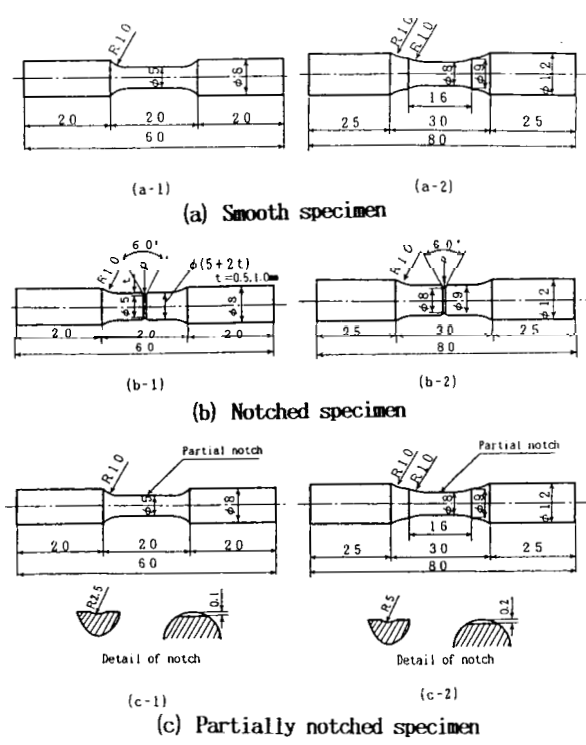 R10
φ5
φ8
20
20
20
60
(a-1)
R10
R10
φ8
φ9
φ12
16
25
30
25
80
(a-2)
(a) Smooth specimen
R10
60°
t
ρ
φ(5+2t)
t=0.5,1.0mm
φ5
φ8
20
20
20
60
(b-1)
R10
60°
ρ
φ8
φ9
φ12
25
30
25
80
(b-2)
(b) Notched specimen
Partial notch
R10
φ5
φ8
20
20
20
60
R2.5
0.1
Detail of notch
(c-1)
Partial notch
R10
R10
φ8
φ9
φ12
16
25
30
25
80
R5
0.2
Detail of notch
(c-2)
(c) Partially notched specimen